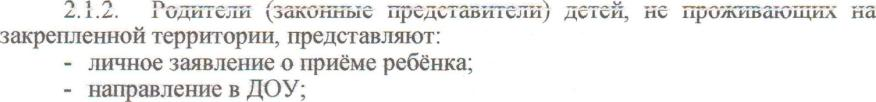 2.1.2. Родители (законные представители) детей, не проживающих на
закрепленной территории, представляют:
- личное заявление о приёме ребёнка;
- направление в ДОУ;